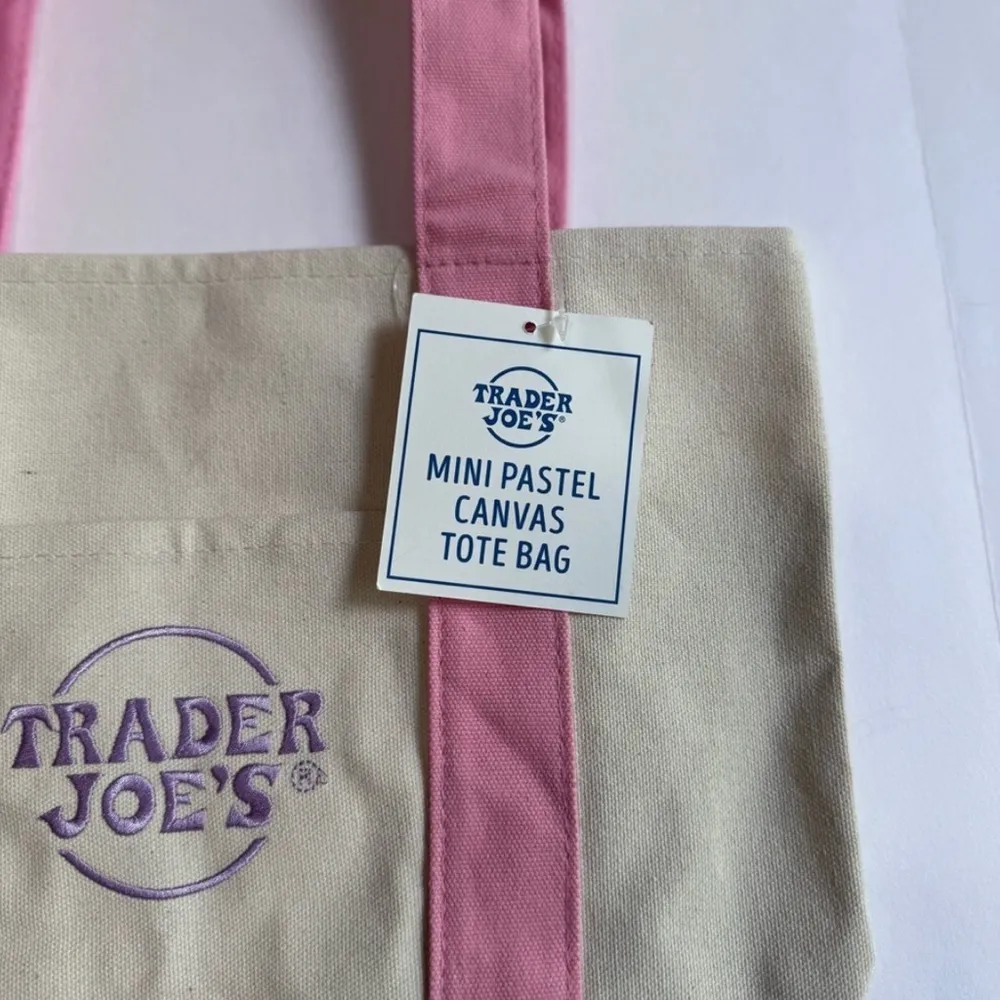 TRADER
JOE'S®
MINI PASTEL
CANVAS
TOTE BAG
TRADER
JOE'S®